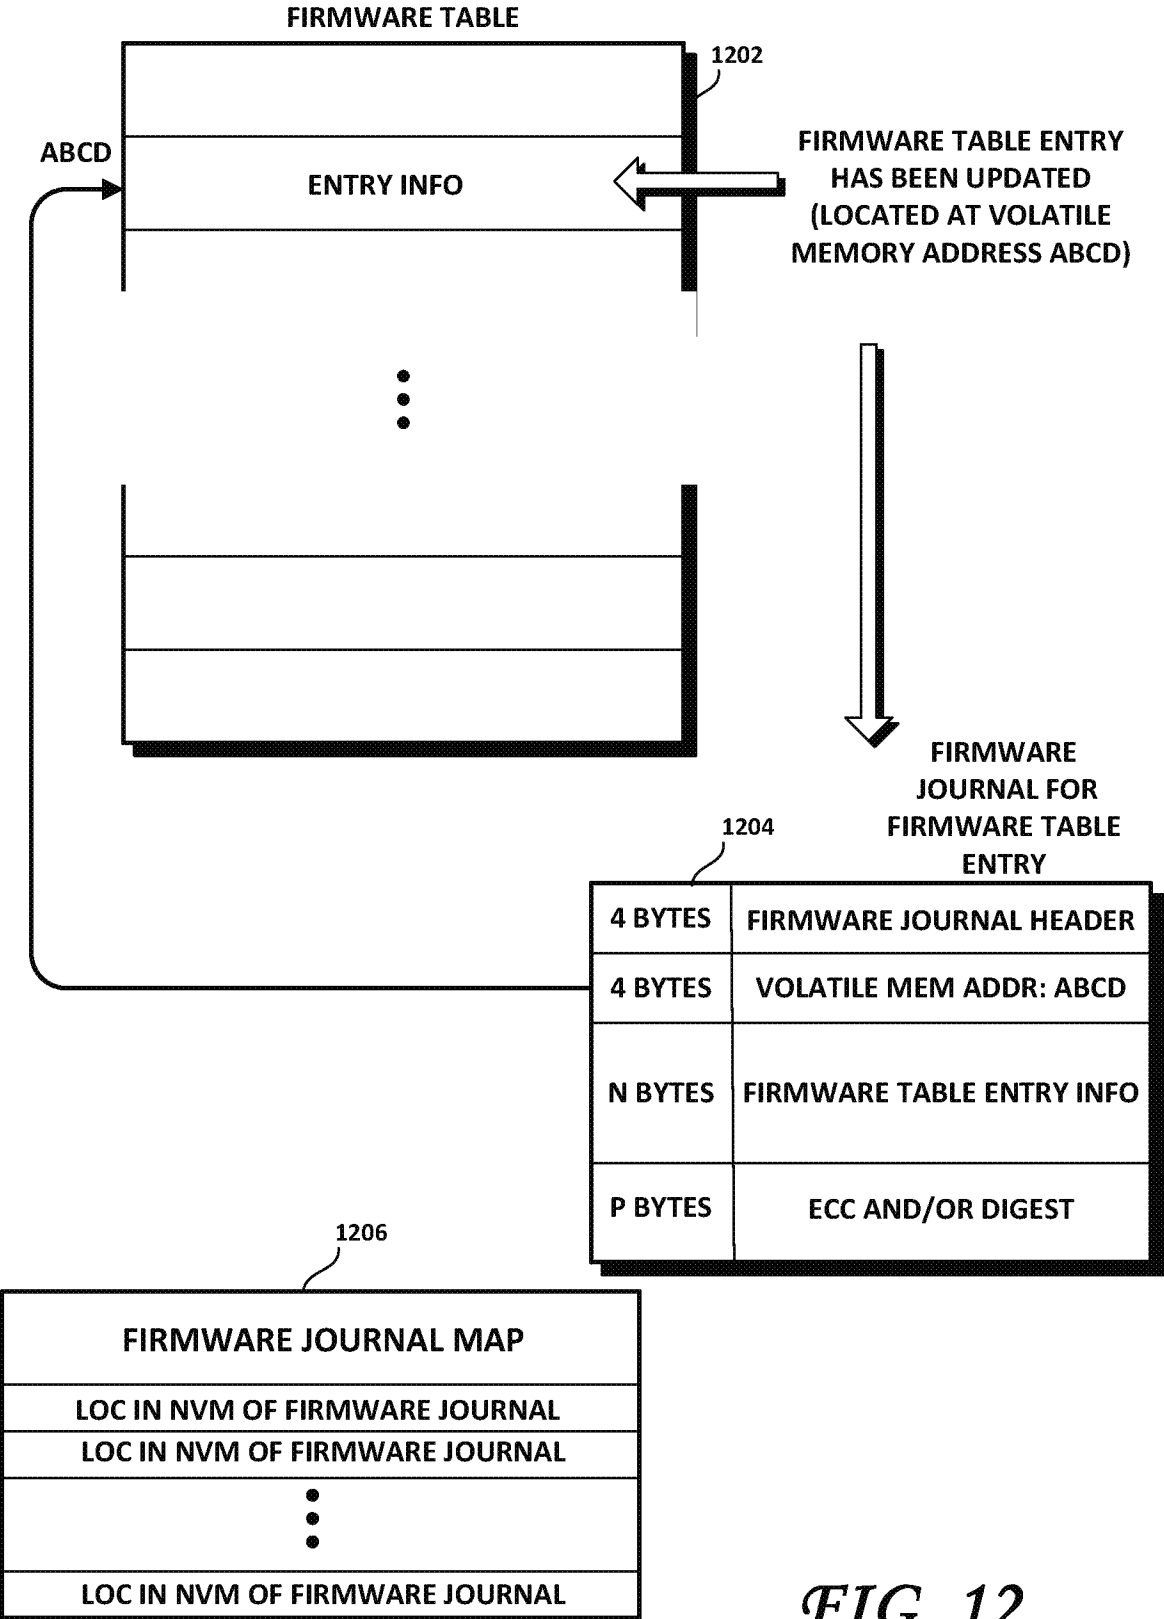 FIRMWARE TABLE
1202
ABCD
ENTRY INFO
FIRMWARE TABLE ENTRY
HAS BEEN UPDATED
(LOCATED AT VOLATILE
MEMORY ADDRESS ABCD)
FIRMWARE
JOURNAL FOR
FIRMWARE TABLE
ENTRY
1204
4 BYTES FIRMWARE JOURNAL HEADER
4 BYTES VOLATILE MEM ADDR: ABCD
N BYTES FIRMWARE TABLE ENTRY INFO
P BYTES ECC AND/OR DIGEST
1206
FIRMWARE JOURNAL MAP
LOC IN NVM OF FIRMWARE JOURNAL
LOC IN NVM OF FIRMWARE JOURNAL
LOC IN NVM OF FIRMWARE JOURNAL
FIG. 12